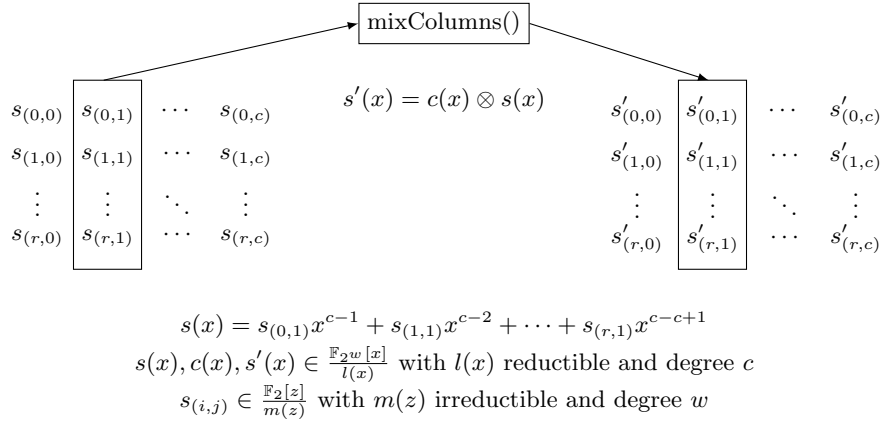 mixColumns()
s'(x) = c(x) ⊗ s(x)
s_{(0,0)} s_{(0,1)} ⋯ s_{(0,c)}
s_{(1,0)} s_{(1,1)} ⋯ s_{(1,c)}
⋮ ⋮ ⋱ ⋮
s_{(r,0)} s_{(r,1)} ⋯ s_{(r,c)}
s'_{(0,0)} s'_{(0,1)} ⋯ s'_{(0,c)}
s'_{(1,0)} s'_{(1,1)} ⋯ s'_{(1,c)}
⋮ ⋮ ⋱ ⋮
s'_{(r,0)} s'_{(r,1)} ⋯ s'_{(r,c)}
s(x) = s_{(0,1)}x^{c−1} + s_{(1,1)}x^{c−2} + ⋯ + s_{(r,1)}x^{c−c+1}
s(x), c(x), s'(x) ∈ \frac{𝔽_{2^w}[x]}{l(x)} with l(x) reductible and degree c
s_{(i,j)} ∈ \frac{𝔽_2[z]}{m(z)} with m(z) irreductible and degree w